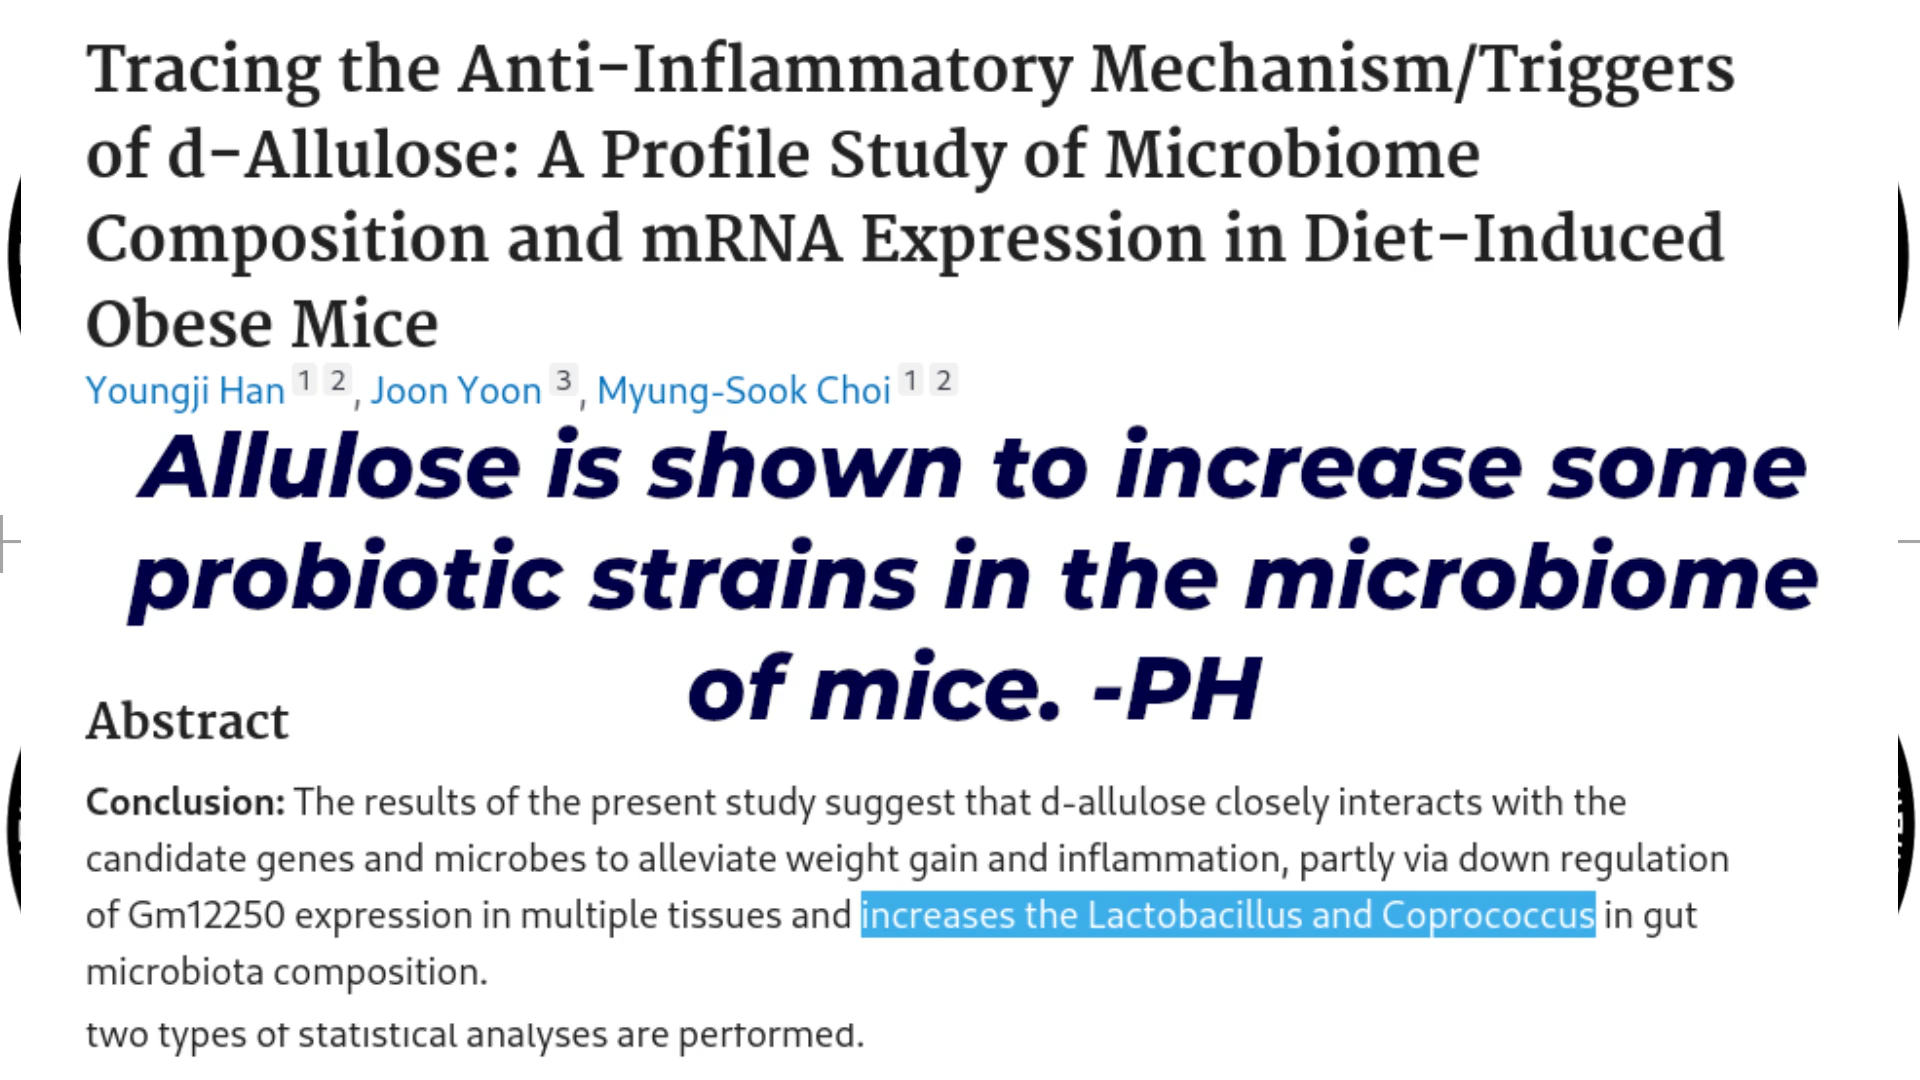 Tracing the Anti-Inflammatory Mechanism/Triggers
of d-Allulose: A Profile Study of Microbiome
Composition and mRNA Expression in Diet-Induced
Obese Mice
Youngji Han 1 2, Joon Yoon 3, Myung-Sook Choi 1 2
Allulose is shown to increase some
probiotic strains in the microbiome
of mice. -PH
Abstract
Conclusion: The results of the present study suggest that d-allulose closely interacts with the
candidate genes and microbes to alleviate weight gain and inflammation, partly via down regulation
of Gm12250 expression in multiple tissues and increases the Lactobacillus and Coprococcus in gut
microbiota composition.
two types of statistical analyses are performed.